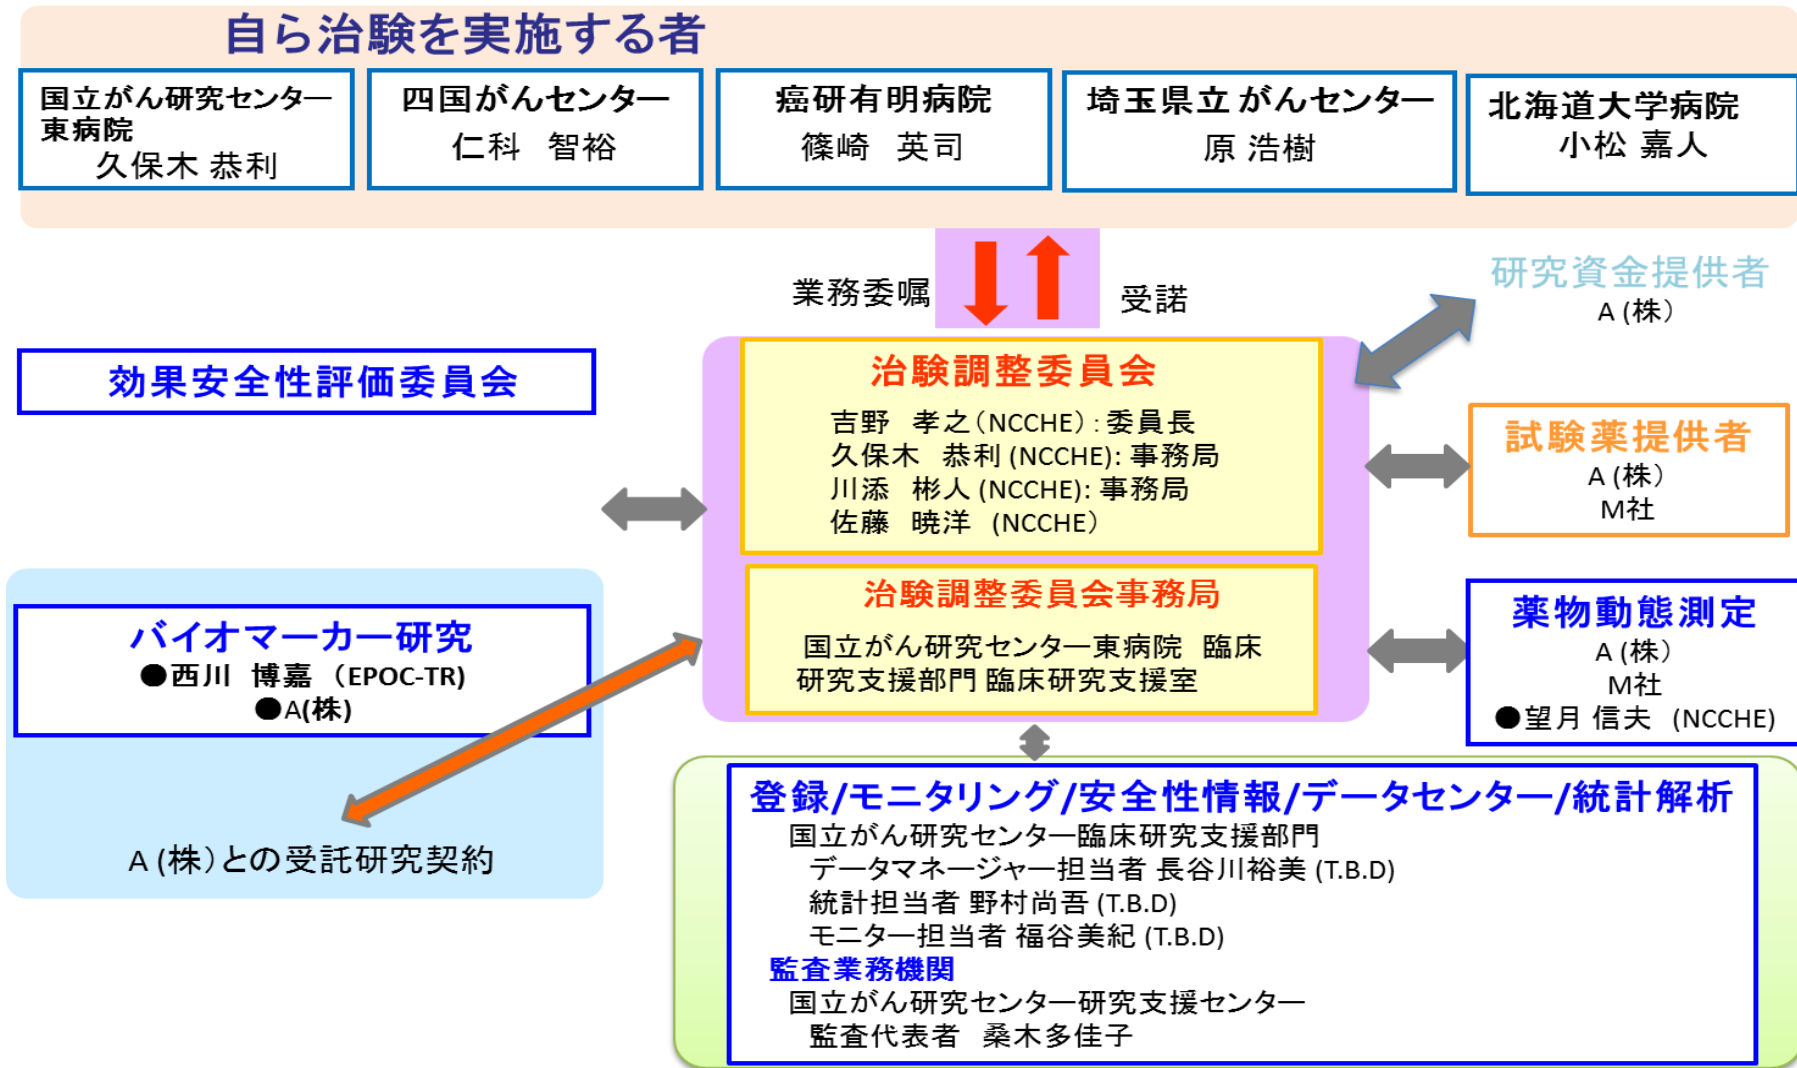 自ら治験を実施する者
国立がん研究センター
東病院
久保木 恭利
四国がんセンター
仁科 智裕
癌研有明病院
篠崎 英司
埼玉県立 がんセンター
原 浩樹
北海道大学病院
小松 嘉人
業務委嘱
受諾
研究資金提供者
A (株)
効果安全性評価委員会
治験調整委員会
吉野 孝之(NCCHE):委員長
久保木 恭利 (NCCHE): 事務局
川添 彬人 (NCCHE): 事務局
佐藤 暁洋 (NCCHE)
試験薬提供者
A (株)
M社
治験調整委員会事務局
国立がん研究センター東病院 臨床
研究支援部門 臨床研究支援室
バイオマーカー研究
●西川 博嘉 (EPOC-TR)
●A(株)
A (株)との受託研究契約
薬物動態測定
A (株)
M社
●望月 信夫 (NCCHE)
登録/モニタリング/安全性情報/データセンター/統計解析
国立がん研究センター臨床研究支援部門
データマネージャー担当者 長谷川裕美 (T.B.D)
統計担当者 野村尚吾 (T.B.D)
モニター担当者 福谷美紀 (T.B.D)
監査業務機関
国立がん研究センター研究支援センター
監査代表者 桑木多佳子